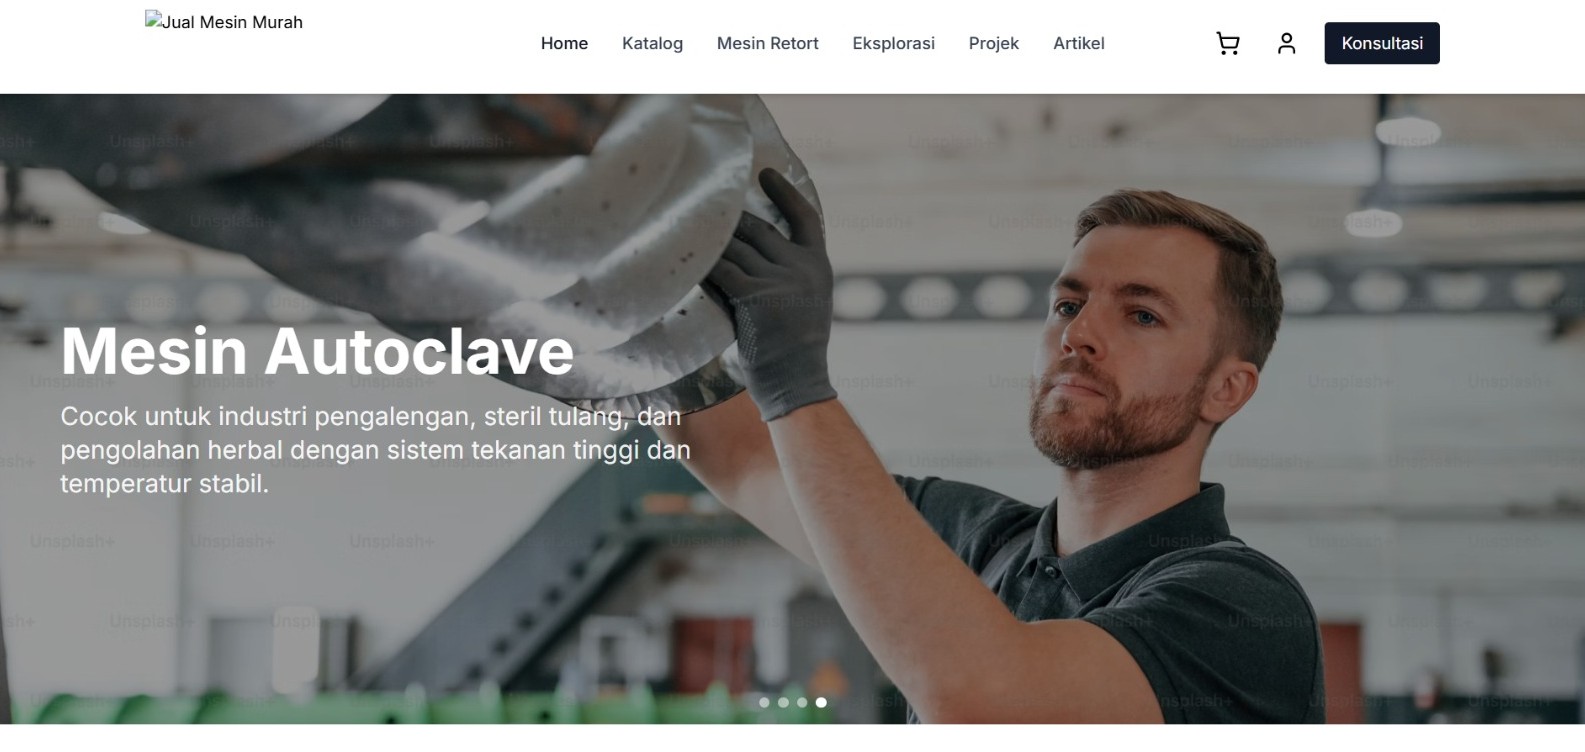 Jual Mesin Murah
Home Katalog Mesin Retort Eksplorasi Projek Artikel Konsultasi
Unsplash+
Mesin Autoclave
Cocok untuk industri pengalengan, steril tulang, dan
pengolahan herbal dengan sistem tekanan tinggi dan
temperatur stabil.